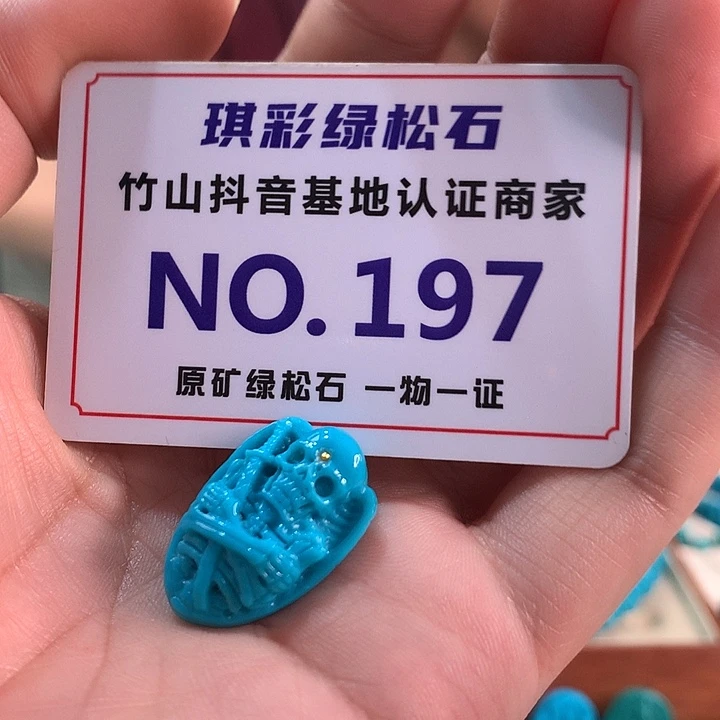 琪彩绿松石
竹山抖音基地认证商家
NO.197
原矿绿松石 一物一证